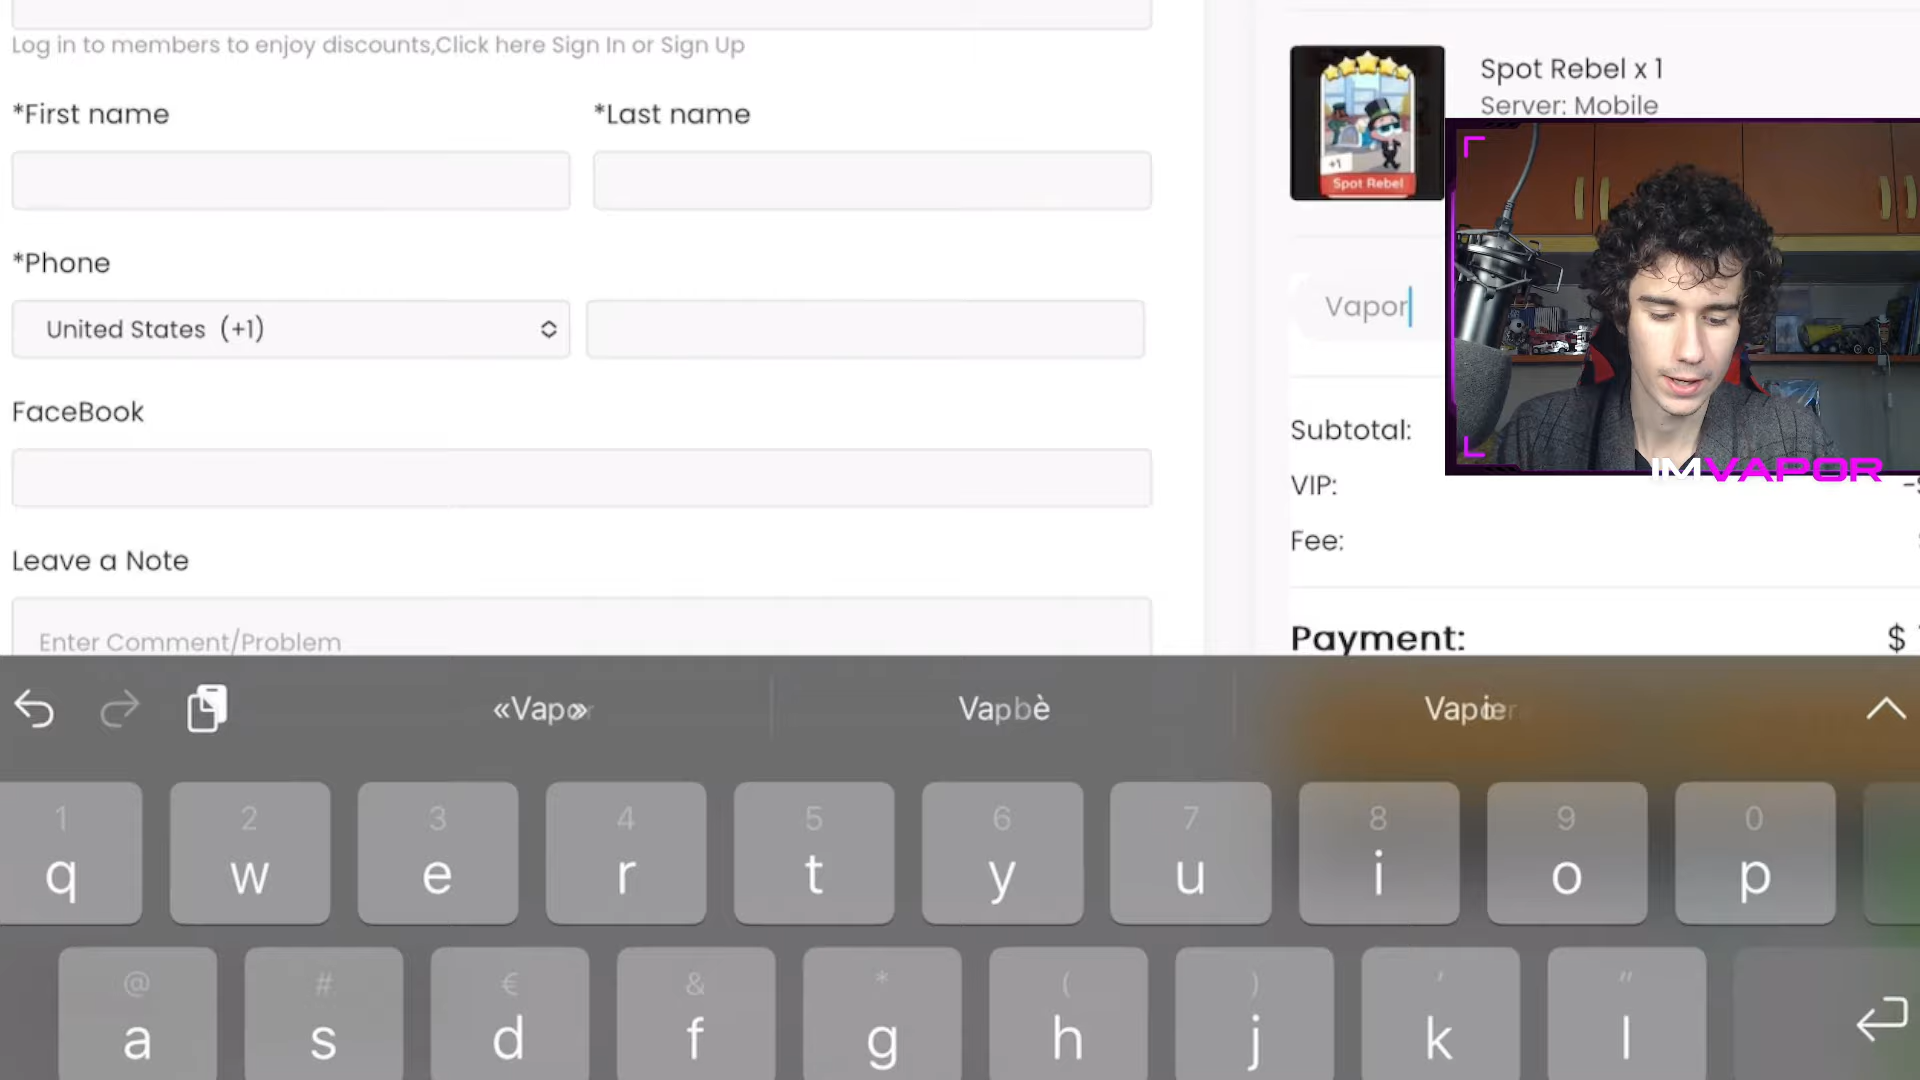 Log in to members to enjoy discounts,Click here Sign In or Sign Up
*First name
*Last name
*Phone
United States (+1)
FaceBook
Leave a Note
Enter Comment/Problem
Spot Rebel x 1
Server: Mobile
+1
Spot Rebel
Vapor
Subtotal:
VIP:
Fee:
Payment:
$
IMVAPOR
«Vapor»
1 2 3 4 5 6 7 8 9 0
q w e r t y u i o p
@ # € & * ( ) ' "
a s d f g h j k l